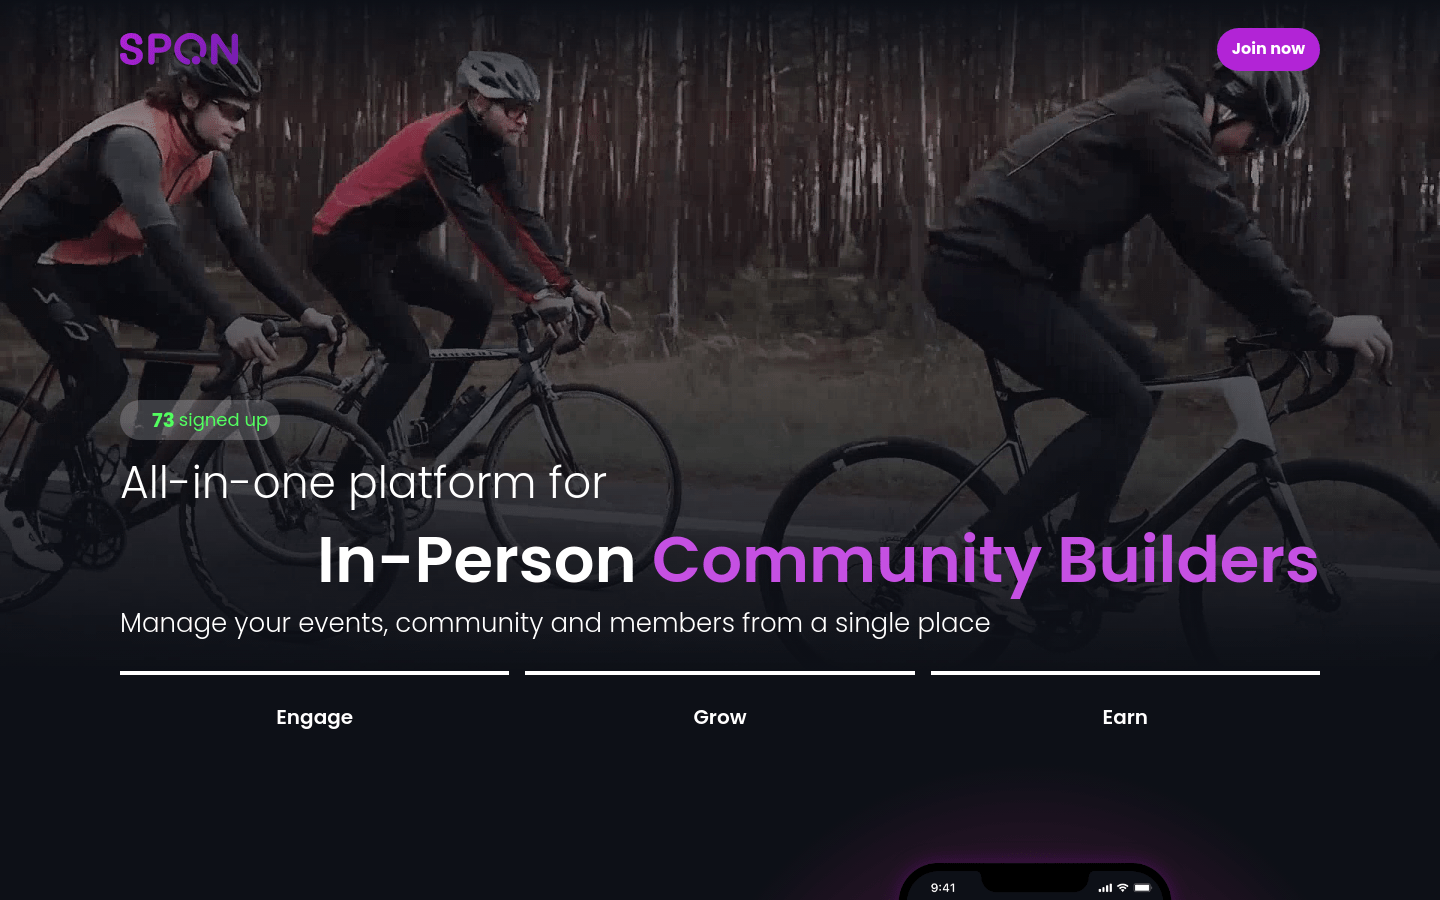 SPON
Join now
73 signed up
All-in-one platform for
In-Person Community Builders
Manage your events, community and members from a single place
Engage
Grow
Earn
9:41